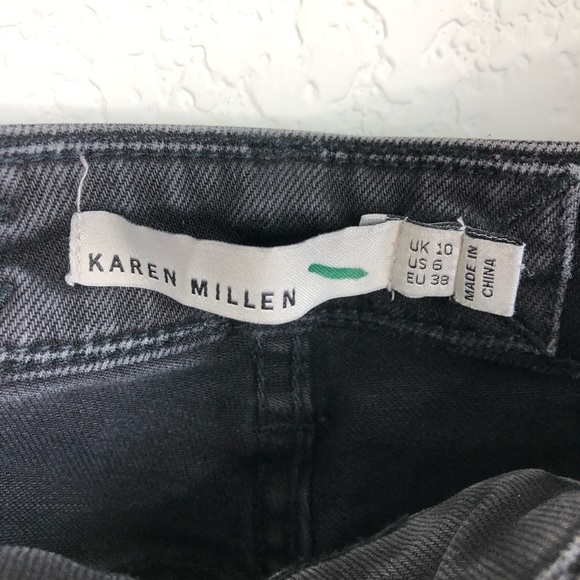 KAREN MILLEN
UK 10
US 6
EU 38
MADE IN
CHINA